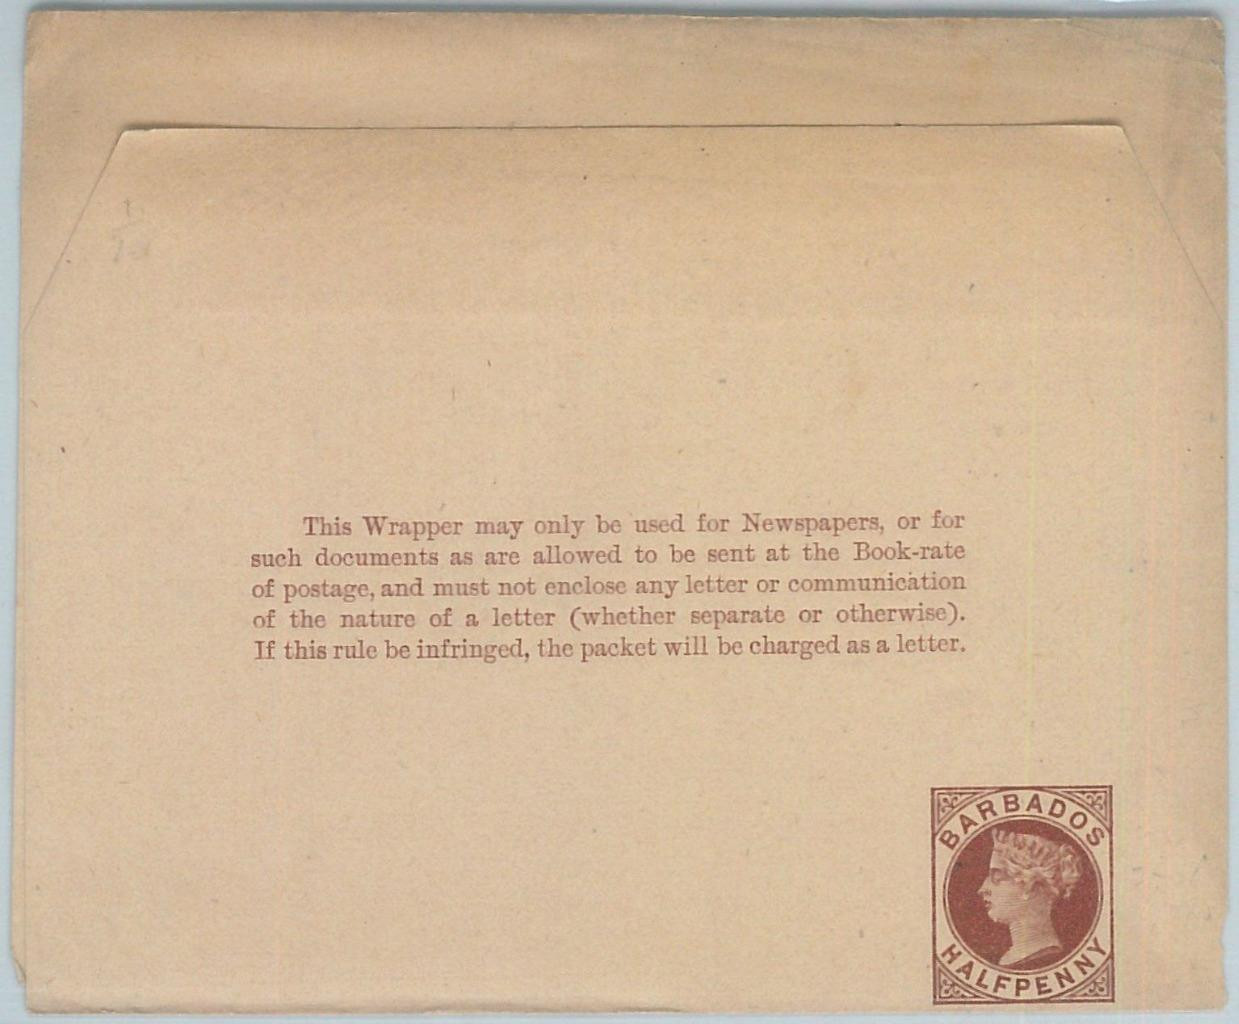 This Wrapper may only be used for Newspapers, or for
such documents as are allowed to be sent at the Book-rate
of postage, and must not enclose any letter or communication
of the nature of a letter (whether separate or otherwise).
If this rule be infringed, the packet will be charged as a letter.
BARBADOS
HALFPENNY